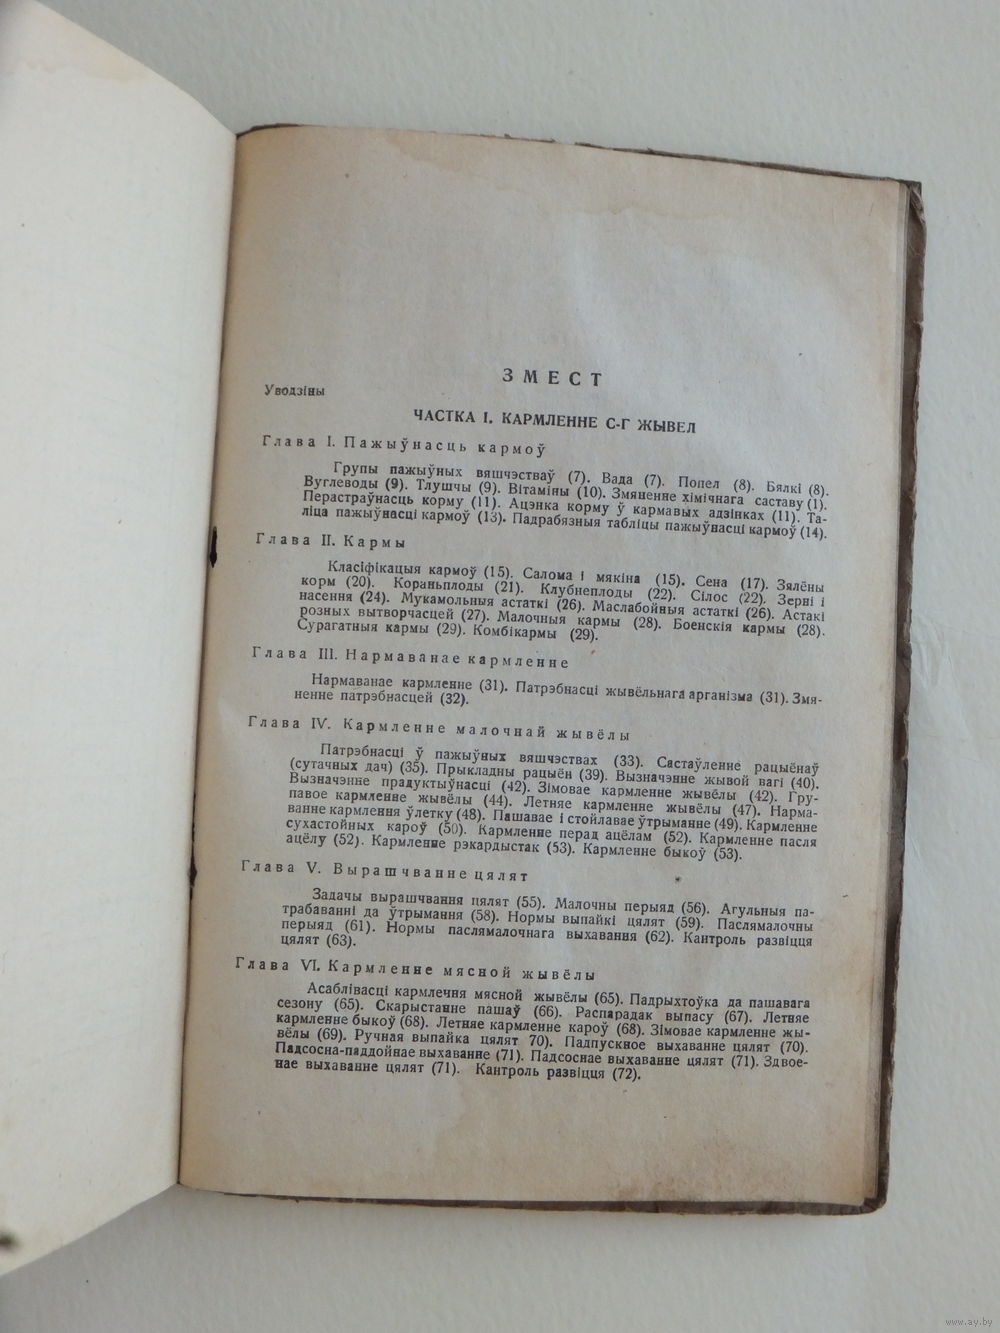 ЗМЕСТ
Уводзіны
ЧАСТКА I. КАРМЛЕННЕ С-Г ЖЫВЕЛ
Глава I. Пажыўнасць кармоў
Групы пажыўных вяшчэстваў (7). Вада (7). Попел (8). Бялкі (8).
Вуглеводы (9). Тлушчы (9). Вітаміны (10). Змяненне хімічнага саставу (1).
Перастраўнасць корму (11). Ацэнка корму ў кармавых адзінках (11). Та-
ліца пажыўнасці кармоў (13). Падрабязныя табліцы пажыўнасці кармоў (14).
Глава II. Кармы
Класіфікацыя кармоў (15). Салома і мякіна (15). Сена (17). Зялёны
корм (20). Караньплоды (21). Клубнеплоды (22). Сілос (22). Зерні і
насення (24). Мукамольныя астаткі (26). Маслабойныя астаткі (26). Астакі
розных вытворчасцей (27). Малочныя кармы (28). Боенскія кармы (28).
Сурагатныя кармы (29). Комбікармы (29).
Глава III. Нармаванае кармленне
Нармаванае кармленне (31). Патрэбнасці жывёльнага арганізма (31). Змя-
ненне патрэбнасцей (32).
Глава IV. Кармленне малочнай жывёлы
Патрэбнасці ў пажыўных вяшчэствах (33). Састаўленне рацыёнаў
(сутачных дач) (35). Прыкладны рацыён (39). Вызначэнне жывой вагі (40).
Вызначэнне прадуктыўнасці (42). Зімовае кармленне жывёлы (42). Гру-
павое кармленне жывёлы (44). Летняе кармленне жывёлы (47). Нарма-
ванне кармлення ўлетку (48). Пашавае і стойлавае ўтрыманне (49). Кармленне
сухастойных кароў (50). Кармленне перад ацёлам (52). Кармленне пасля
ацёлу (52). Кармленне рэкардыстак (53). Кармленне быкоў (53).
Глава V. Вырашчванне цялят
Задачы вырашчвання цялят (55). Малочны перыяд (56). Агульныя па-
трабаванні да ўтрымання (58). Нормы выпайкі цялят (59). Паслямалочны
перыяд (61). Нормы паслямалочнага выхавання (62). Кантроль развіцця
цялят (63).
Глава VI. Кармленне мясной жывёлы
Асаблівасці кармлечня мясной жывёлы (65). Падрыхтоўка да пашавага
сезону (65). Скарыстанне пашаў (66). Распарадак выпасу (67). Летняе
кармленне быкоў (68). Летняе кармленне кароў (68). Зімовае кармленне жы-
вёлы (69). Ручная выпайка цялят 70). Падпускное выхаванне цялят (70).
Падсосна-паддойнае выхаванне (71). Падсоснае выхаванне цялят (71). Здвое-
нае выхаванне цялят (71). Кантроль развіцця (72).
www.ay.by